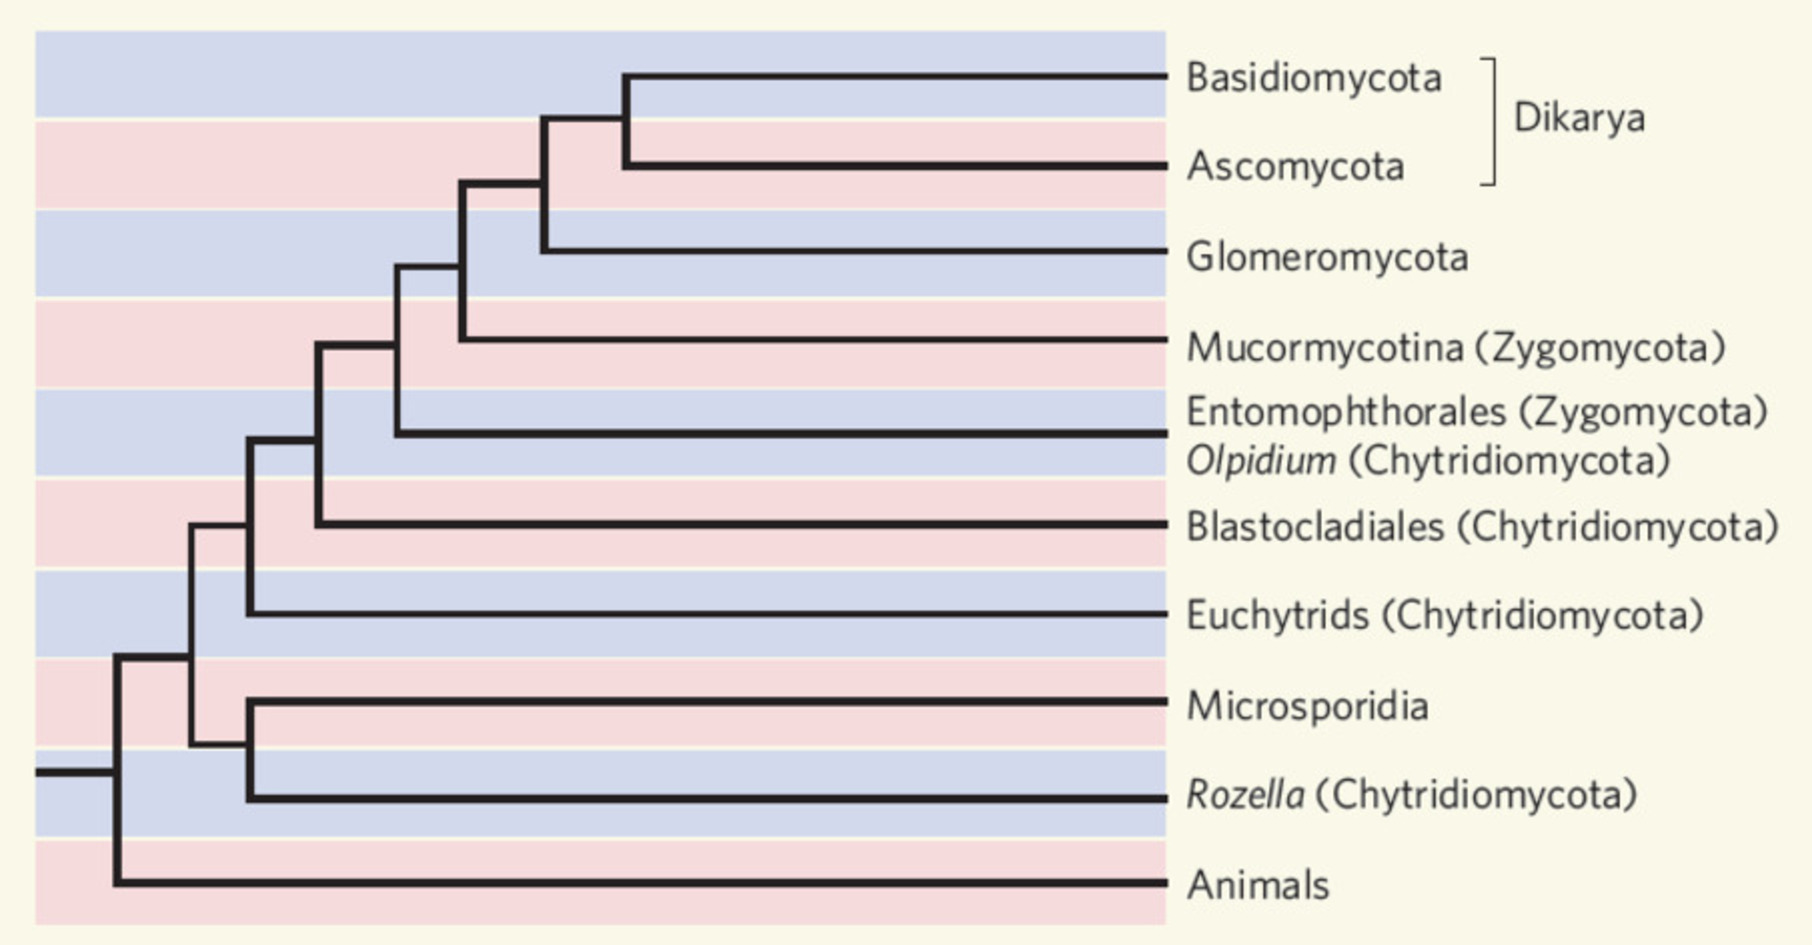 Basidiomycota
Dikarya
Ascomycota
Glomeromycota
Mucormycotina (Zygomycota)
Entomophthorales (Zygomycota)
Olpidium (Chytridiomycota)
Blastocladiales (Chytridiomycota)
Euchytrids (Chytridiomycota)
Microsporidia
Rozella (Chytridiomycota)
Animals